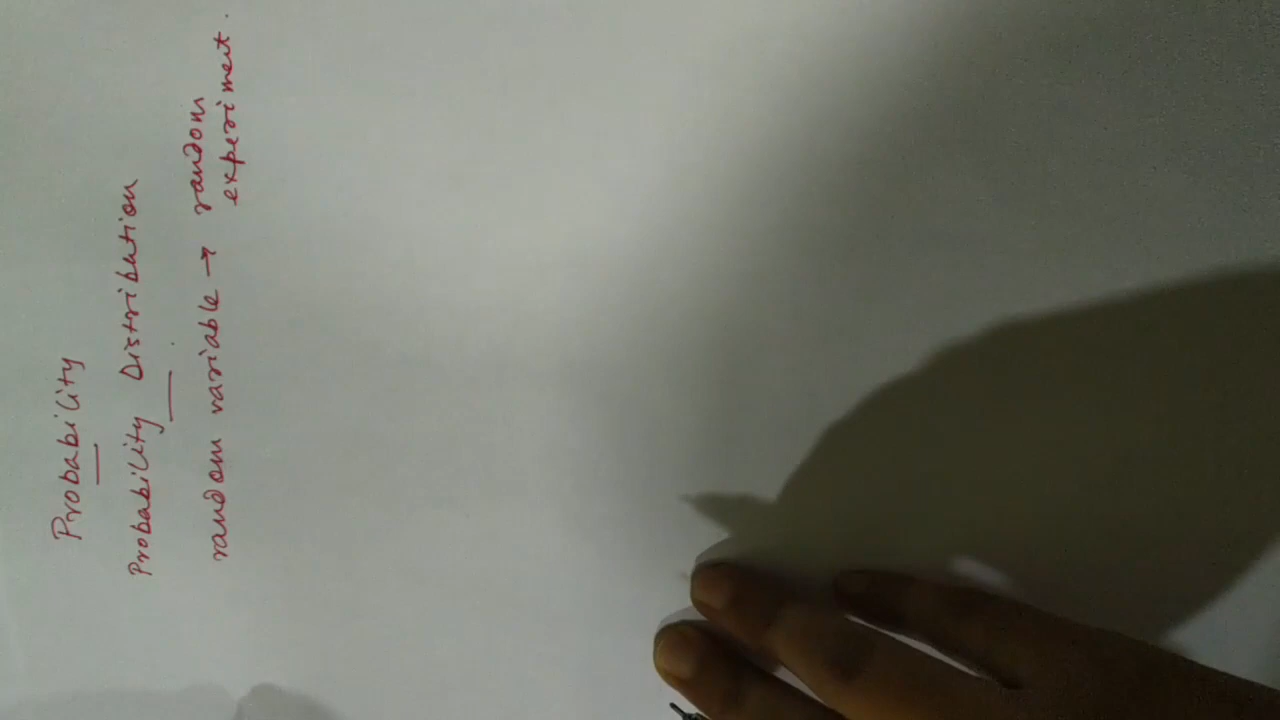 Probability
Probability Distribution
random variable → random
experiment.